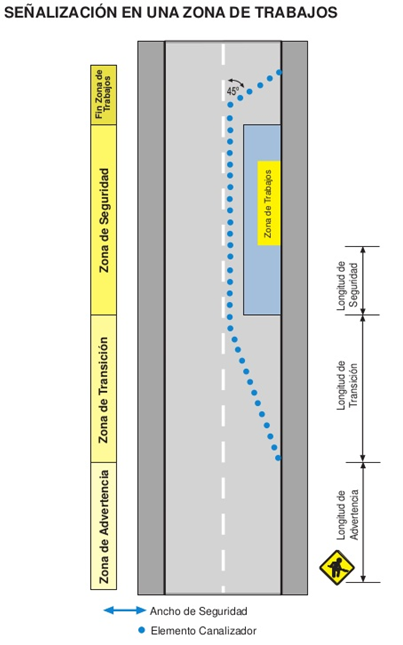 SEÑALIZACIÓN EN UNA ZONA DE TRABAJOS
Fin Zona de
Trabajos
45º
Zona de Seguridad
Zona de Trabajos
Longitud de
Seguridad
Zona de Transición
Longitud de
Transición
Zona de Advertencia
Longitud de
Advertencia
Ancho de Seguridad
Elemento Canalizador